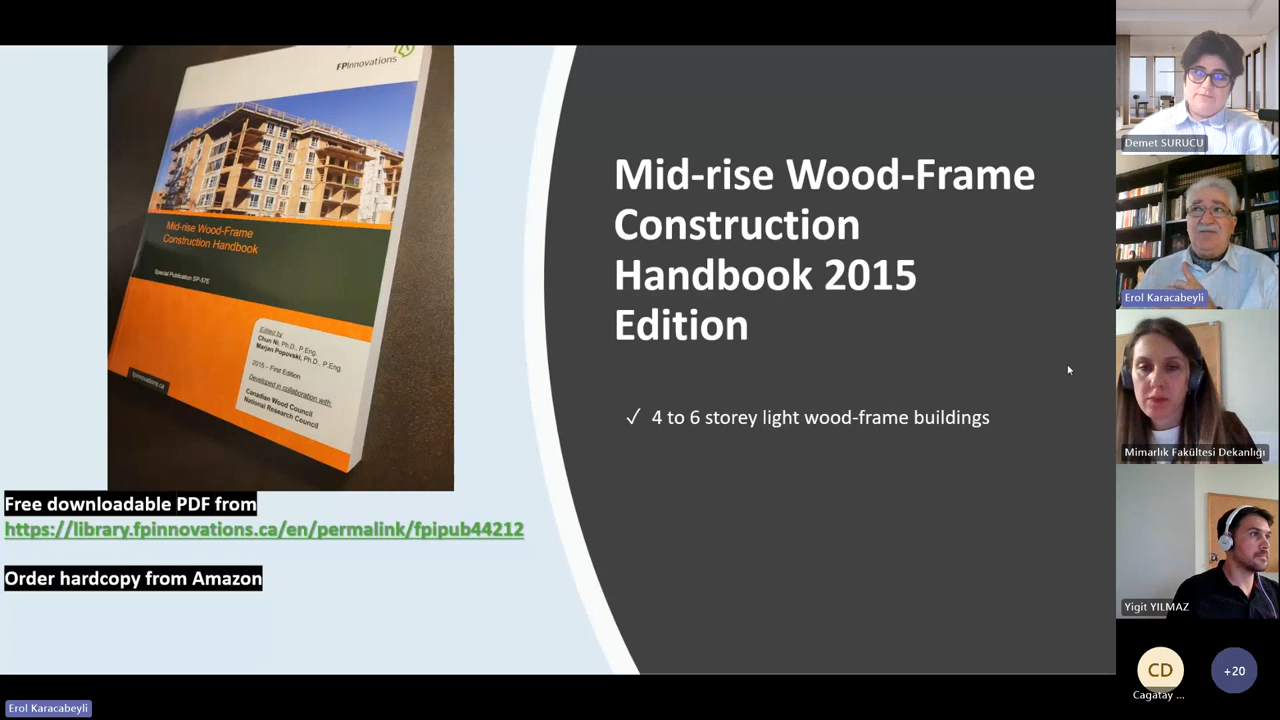 FPInnovations
Mid-rise Wood-Frame
Construction Handbook
Special Publication SP-57E
Edited by
Chun Ni, Ph.D., P.Eng.
Marjan Popovski, Ph.D., P.Eng.
2015 – First Edition
Developed in collaboration with:
Canadian Wood Council
National Research Council
fpinnovations.ca
Free downloadable PDF from
https://library.fpinnovations.ca/en/permalink/fpipub44212
Order hardcopy from Amazon
Mid-rise Wood-Frame
Construction
Handbook 2015
Edition
✓ 4 to 6 storey light wood-frame buildings
Demet SURUCU
Erol Karacabeyli
Mimarlık Fakültesi Dekanlığı
Yigit YILMAZ
CD
Cagatay ...
+20
Erol Karacabeyli